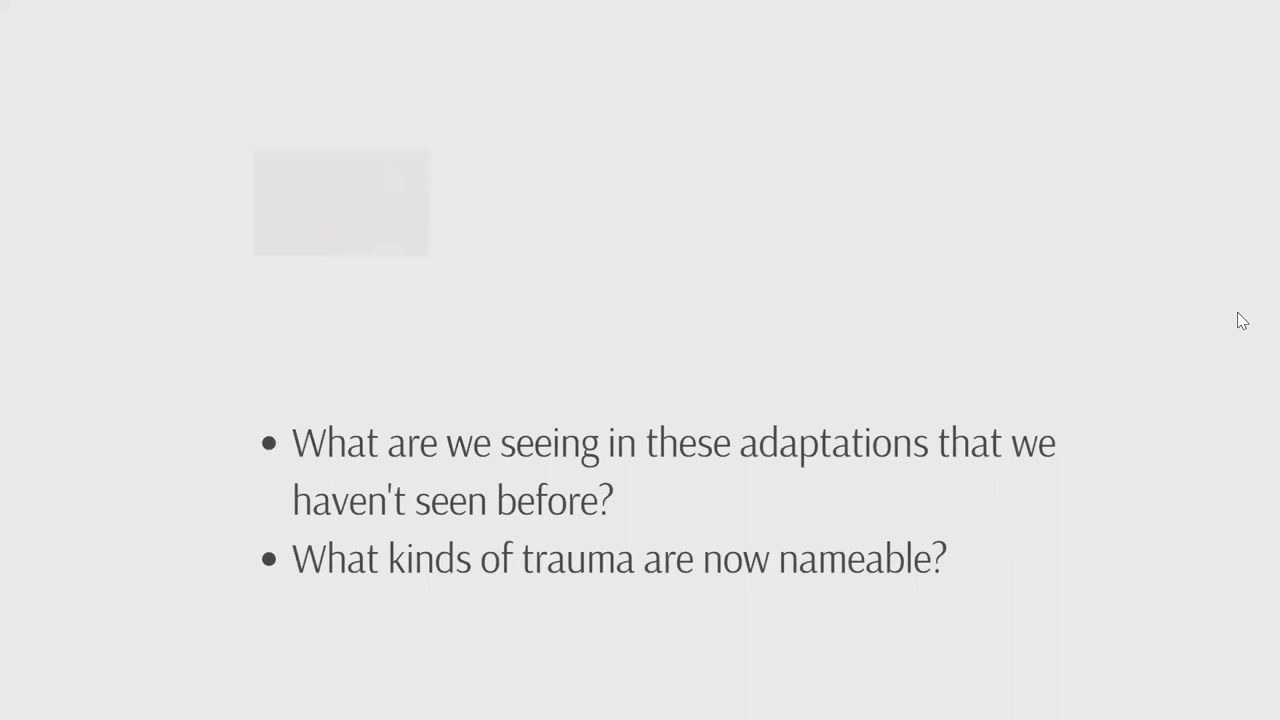 • What are we seeing in these adaptations that we
haven't seen before?
• What kinds of trauma are now nameable?